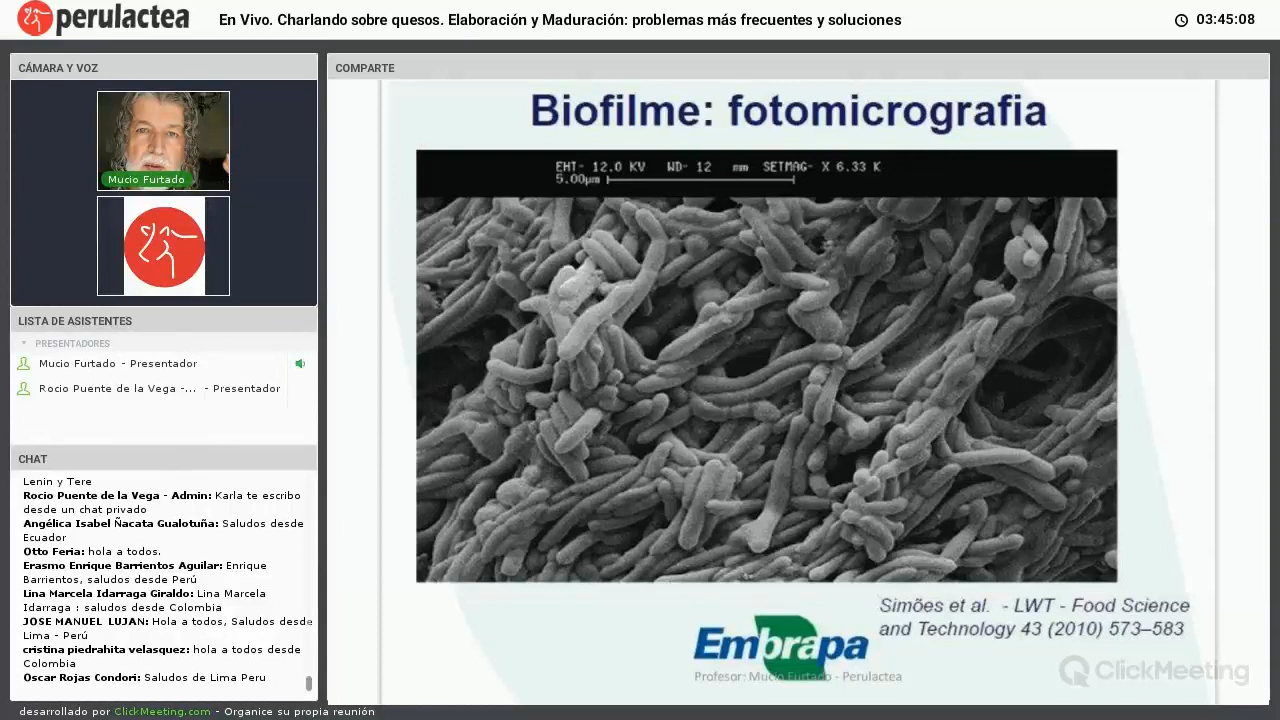 perulactea
En Vivo. Charlando sobre quesos. Elaboración y Maduración: problemas más frecuentes y soluciones
03:45:08
CÁMARA Y VOZ
Mucio Furtado
LISTA DE ASISTENTES
PRESENTADORES
Mucio Furtado - Presentador
Rocio Puente de la Vega -... - Presentador
CHAT
Lenin y Tere
Rocio Puente de la Vega - Admin: Karla te escribo
desde un chat privado
Angélica Isabel Ñacata Gualotuña: Saludos desde
Ecuador
Otto Feria: hola a todos.
Erasmo Enrique Barrientos Aguilar: Enrique
Barrientos, saludos desde Perú
Lina Marcela Idarraga Giraldo: Lina Marcela
Idarraga : saludos desde Colombia
JOSE MANUEL LUJAN: Hola a todos, Saludos desde
Lima - Perú
cristina piedrahita velasquez: hola a todos desde
Colombia
Oscar Rojas Condori: Saludos de Lima Peru
COMPARTE
Biofilme: fotomicrografia
EHT- 12.0 KV WD- 12 mm SETMAG- X 6.33 K
5.00µm
Simões et al. - LWT - Food Science
and Technology 43 (2010) 573–583
Embrapa
Profesor: Mucio Furtado - Perulactea
ClickMeeting
desarrollado por ClickMeeting.com - Organice su propia reunión